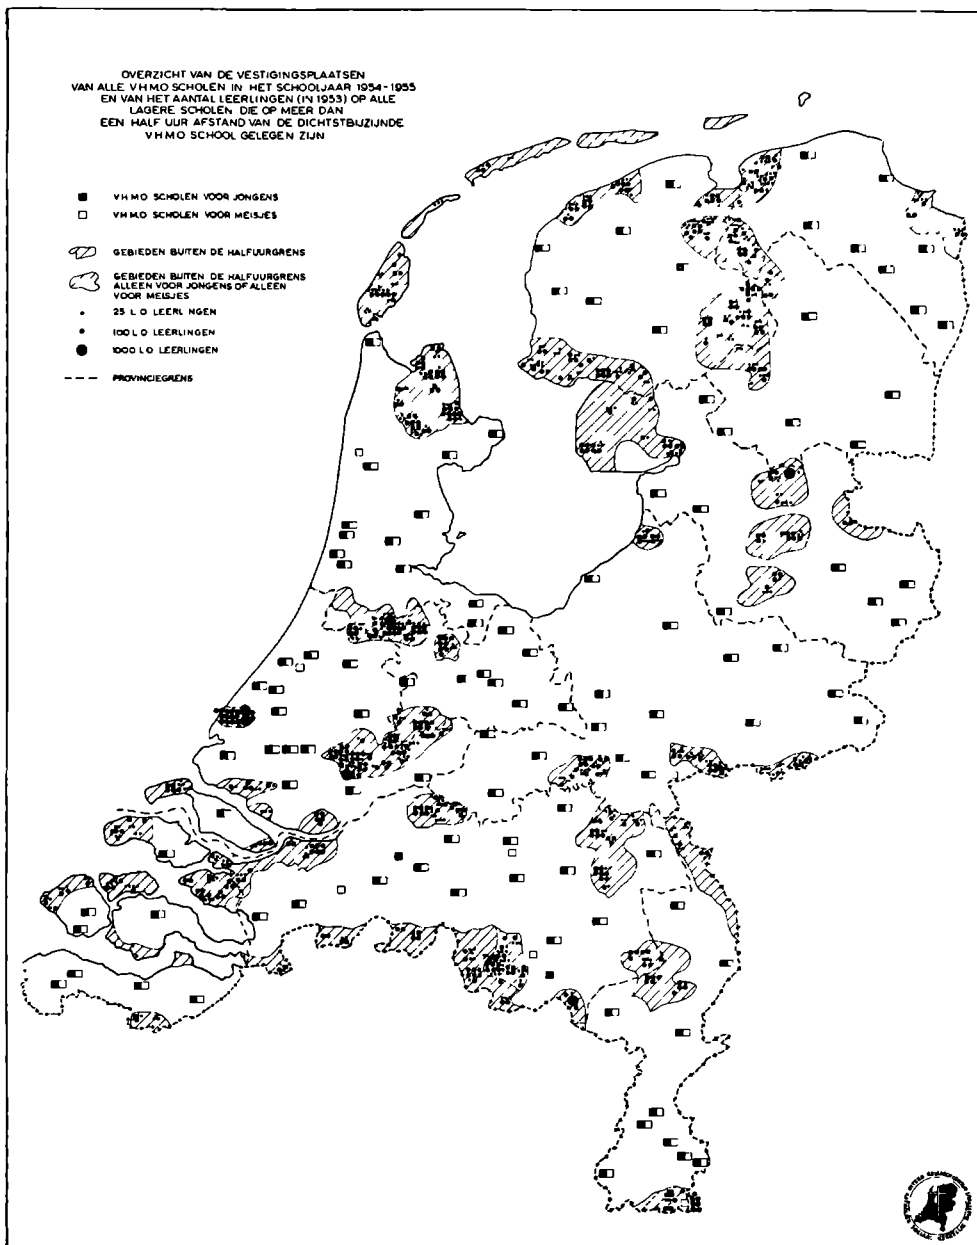 OVERZICHT VAN DE VESTIGINGSPLAATSEN
VAN ALLE VHMO SCHOLEN IN HET SCHOOLJAAR 1954-1955
EN VAN HET AANTAL LEERLINGEN (IN 1953) OP ALLE
LAGERE SCHOLEN DIE OP MEER DAN
EEN HALF UUR AFSTAND VAN DE DICHTSTBIJZIJNDE
VHMO SCHOOL GELEGEN ZIJN
VHMO SCHOLEN VOOR JONGENS
VHMO SCHOLEN VOOR MEISJES
GEBIEDEN BUITEN DE HALFUURGRENS
GEBIEDEN BUITEN DE HALFUURGRENS
ALLEEN VOOR JONGENS OF ALLEEN
VOOR MEISJES
25 L O LEERLINGEN
100 L O LEERLINGEN
1000 L O LEERLINGEN
PROVINCIEGRENS